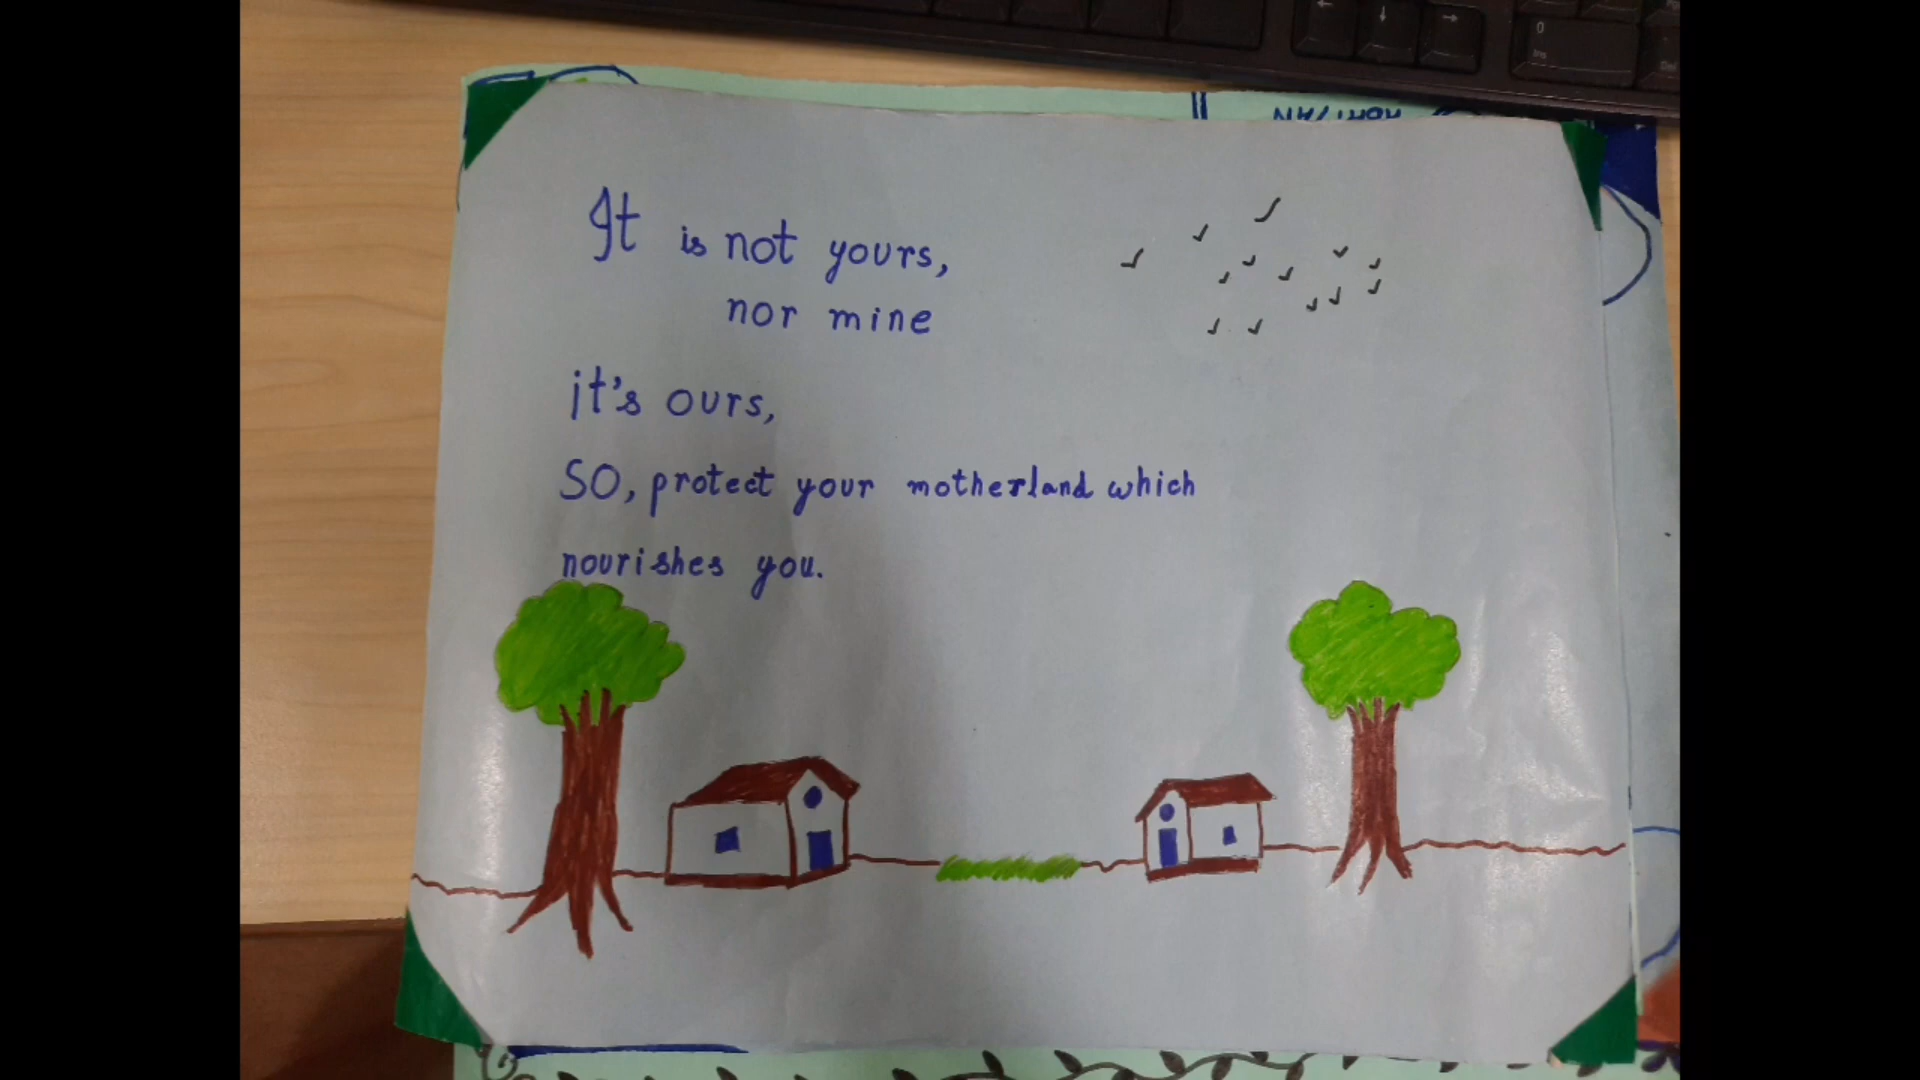 It is not yours,
nor mine
it's ours,
SO, protect your motherland which
nourishes you.